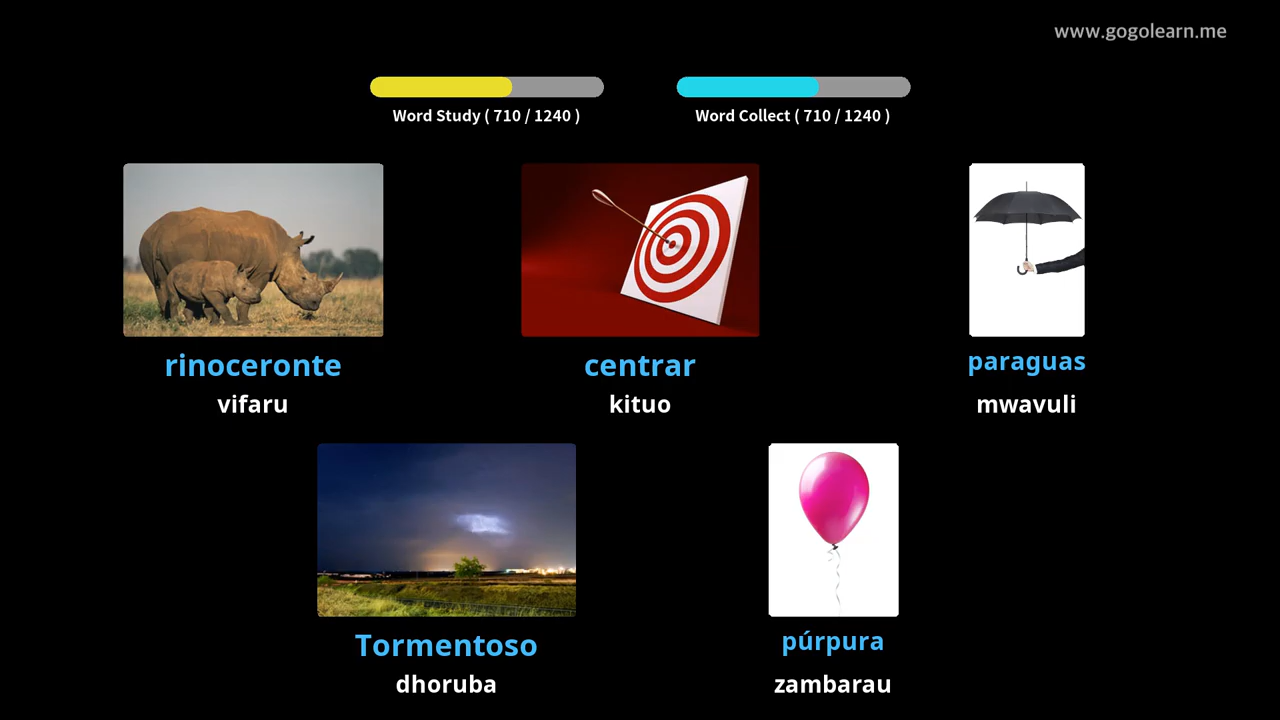 www.gogolearn.me
Word Study ( 710 / 1240 )
Word Collect ( 710 / 1240 )
rinoceronte
vifaru
centrar
kituo
paraguas
mwavuli
Tormentoso
dhoruba
púrpura
zambarau